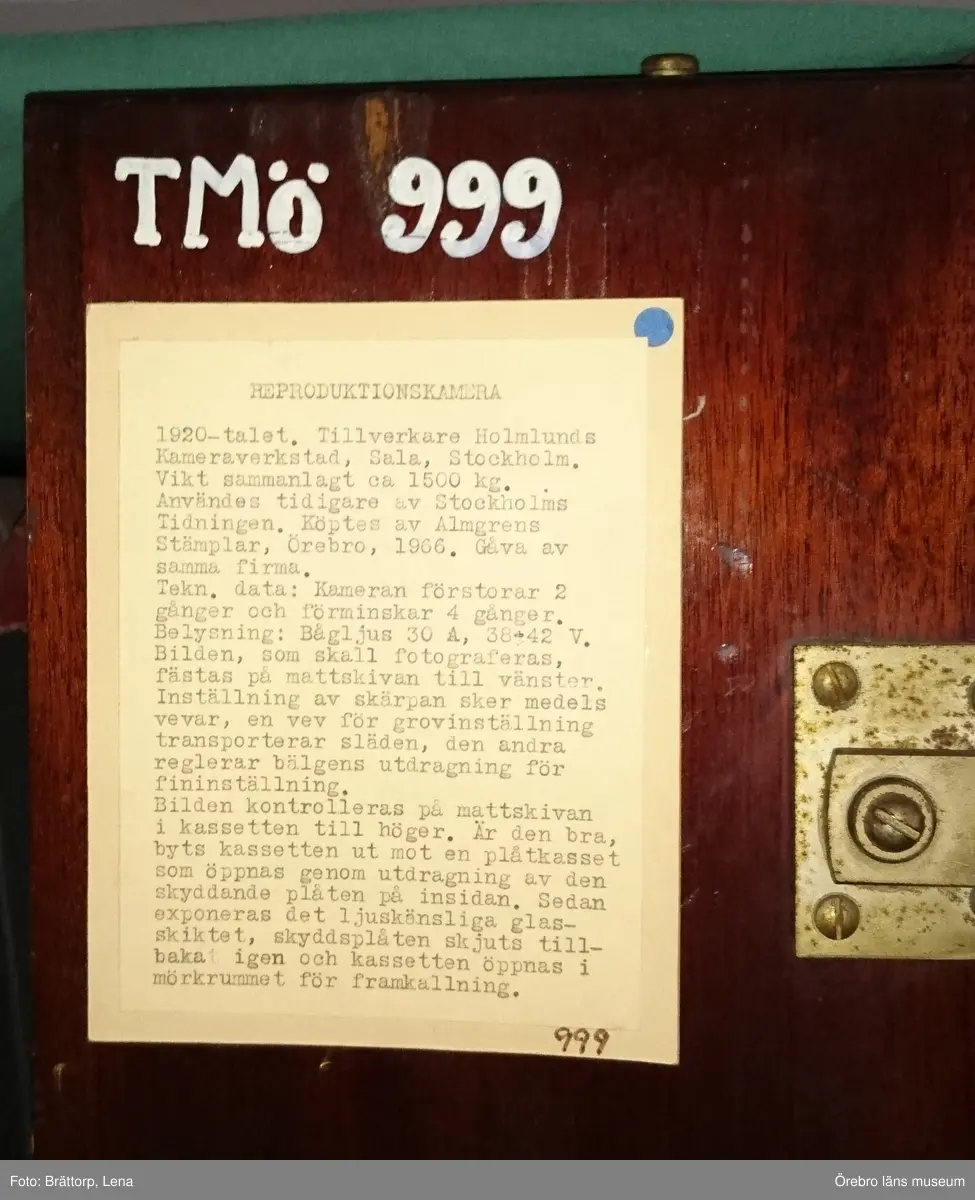 TMÖ 999
REPRODUKTIONSKAMERA
1920-talet. Tillverkare Holmlunds
Kameraverkstad, Sala, Stockholm.
Vikt sammanlagt ca 1500 kg.
Användes tidigare av Stockholms
Tidningen. Köptes av Almgrens
Stämplar, Örebro, 1966. Gåva av
samma firma.
Tekn. data: Kameran förstorar 2
gånger och förminskar 4 gånger.
Belysning: Bågljus 30 A, 38-42 V.
Bilden, som skall fotograferas,
fästas på mattskivan till vänster.
Inställning av skärpan sker medels
vevar, en vev för grovinställning
transporterar släden, den andra
reglerar bälgens utdragning för
fininställning.
Bilden kontrolleras på mattskivan
i kassetten till höger. Är den bra,
byts kassetten ut mot en plåtkasset
som öppnas genom utdragning av den
skyddande plåten på insidan. Sedan
exponeras det ljuskänsliga glas-
skiktet, skyddsplåten skjuts till-
baka igen och kassetten öppnas i
mörkrummet för framkallning.
999
Foto: Brättorp, Lena
Örebro läns museum